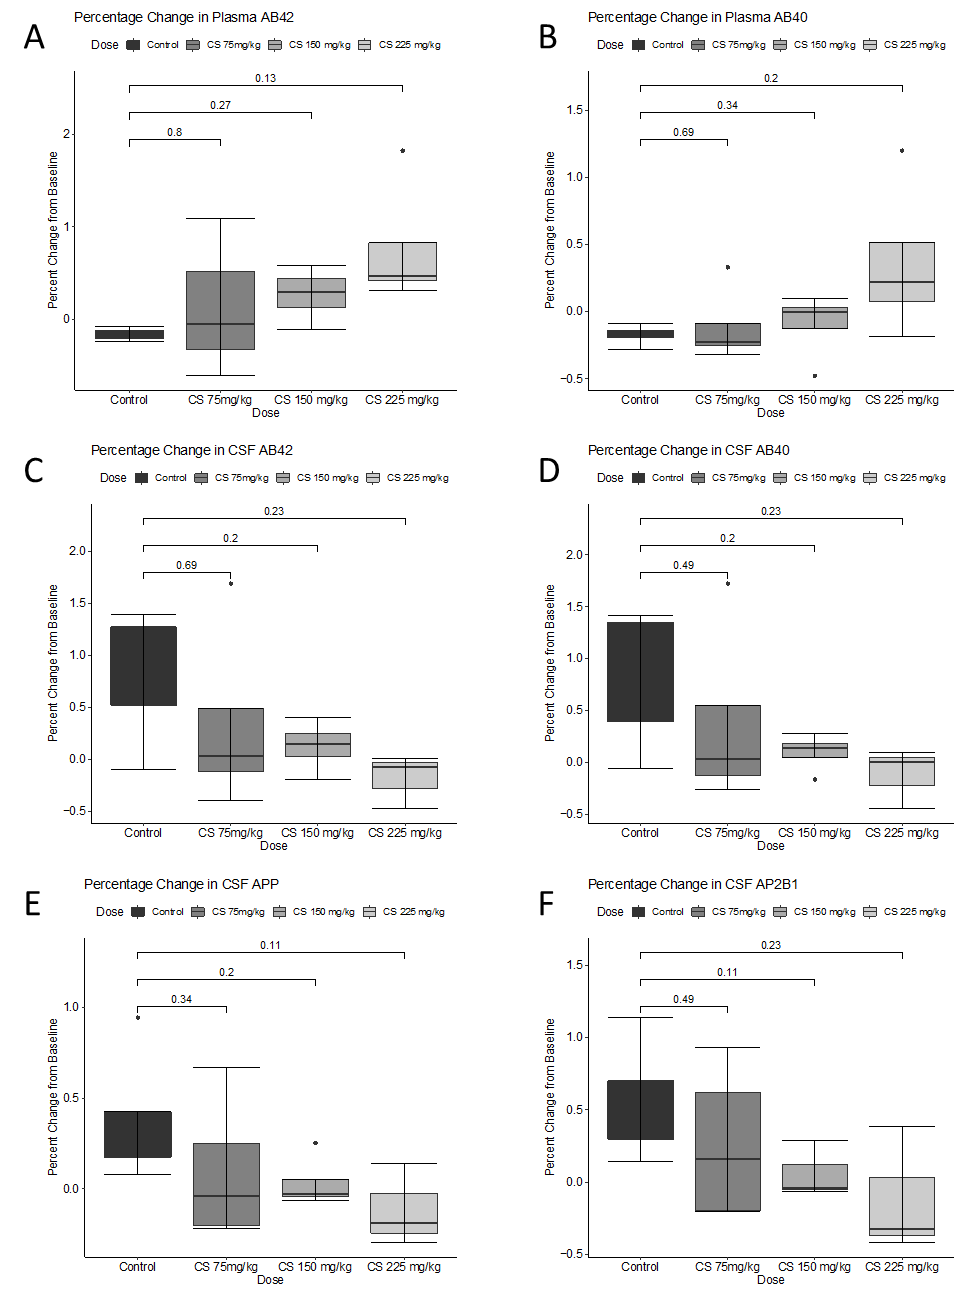 Percentage Change in Plasma AB42
A
Dose Control CS 75mg/kg CS 150 mg/kg CS 225 mg/kg
0.13
0.27
0.8
2
1
0
Percent Change from Baseline
Control CS 75mg/kg CS 150 mg/kg CS 225 mg/kg
Dose
Percentage Change in Plasma AB40
B
Dose Control CS 75mg/kg CS 150 mg/kg CS 225 mg/kg
0.2
0.34
0.69
1.5
1.0
0.5
0.0
−0.5
Percent Change from Baseline
Control CS 75mg/kg CS 150 mg/kg CS 225 mg/kg
Dose
Percentage Change in CSF AB42
C
Dose Control CS 75mg/kg CS 150 mg/kg CS 225 mg/kg
0.23
0.2
0.69
2.0
1.5
1.0
0.5
0.0
−0.5
Percent Change from Baseline
Control CS 75mg/kg CS 150 mg/kg CS 225 mg/kg
Dose
Percentage Change in CSF AB40
D
Dose Control CS 75mg/kg CS 150 mg/kg CS 225 mg/kg
0.23
0.2
0.49
2.0
1.5
1.0
0.5
0.0
−0.5
Percent Change from Baseline
Control CS 75mg/kg CS 150 mg/kg CS 225 mg/kg
Dose
Percentage Change in CSF APP
E
Dose Control CS 75mg/kg CS 150 mg/kg CS 225 mg/kg
0.11
0.2
0.34
1.0
0.5
0.0
Percent Change from Baseline
Control CS 75mg/kg CS 150 mg/kg CS 225 mg/kg
Dose
Percentage Change in CSF AP2B1
F
Dose Control CS 75mg/kg CS 150 mg/kg CS 225 mg/kg
0.23
0.11
0.49
1.5
1.0
0.5
0.0
−0.5
Percent Change from Baseline
Control CS 75mg/kg CS 150 mg/kg CS 225 mg/kg
Dose